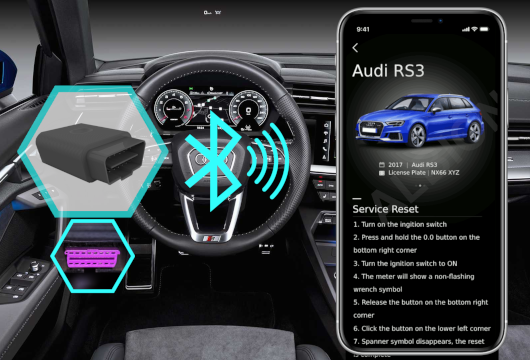 9:41
Audi RS3
2017 | Audi RS3
License Plate | NX66 XYZ
Service Reset
1. Turn on the ingition switch
2. Press and hold the 0.0 button on the
bottom right corner
3. Turn the ignition switch to ON
4. The meter will show a non-flashing
wrench symbol
5. Release the button on the bottom right
corner
6. Click the button on the lower left corner
7. Spanner symbol disappears, the reset
is complete